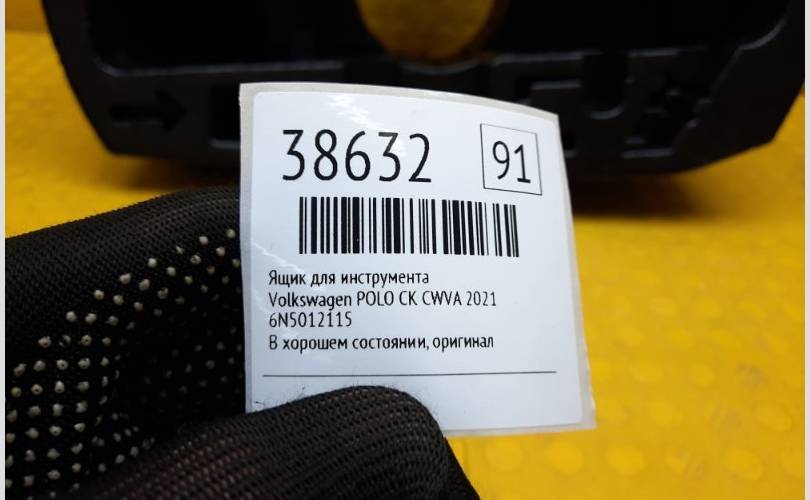 38632
91
Ящик для инструмента
Volkswagen POLO CK CWVA 2021
6N5012115
В хорошем состоянии, оригинал